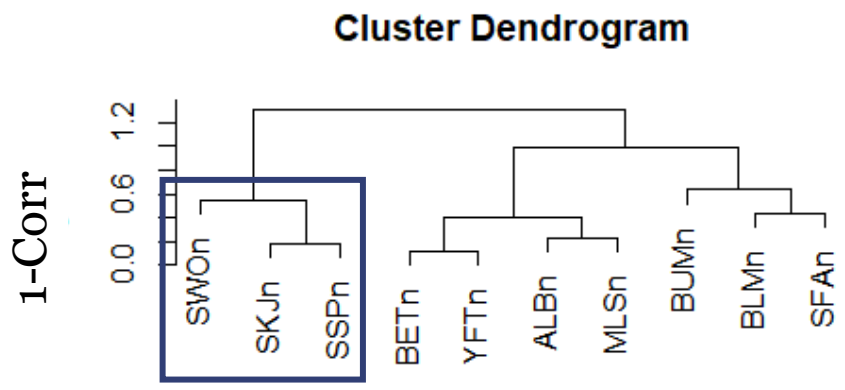 Cluster Dendrogram
1-Corr
1.2
0.6
0.0
SWOn
SKJn
SSPn
BETn
YFTn
ALBn
MLSn
BUMn
BLMn
SFAn